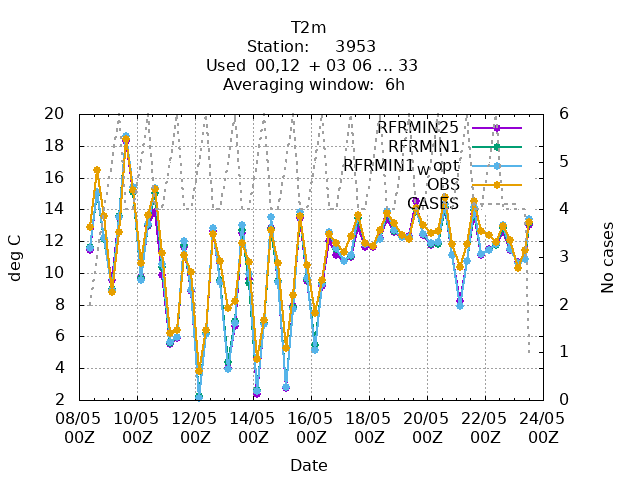 T2m
Station:     3953
Used  00,12  + 03 06 ... 33
Averaging window:  6h
20 18 16 14 12 10 8 6 4 2
deg C
6 5 4 3 2 1 0
No cases
RFRMIN25
RFRMIN1
RFRMIN1_W opt
OBS
CASES
08/05 10/05 12/05 14/05 16/05 18/05 20/05 22/05 24/05
00Z 00Z 00Z 00Z 00Z 00Z 00Z 00Z 00Z
Date